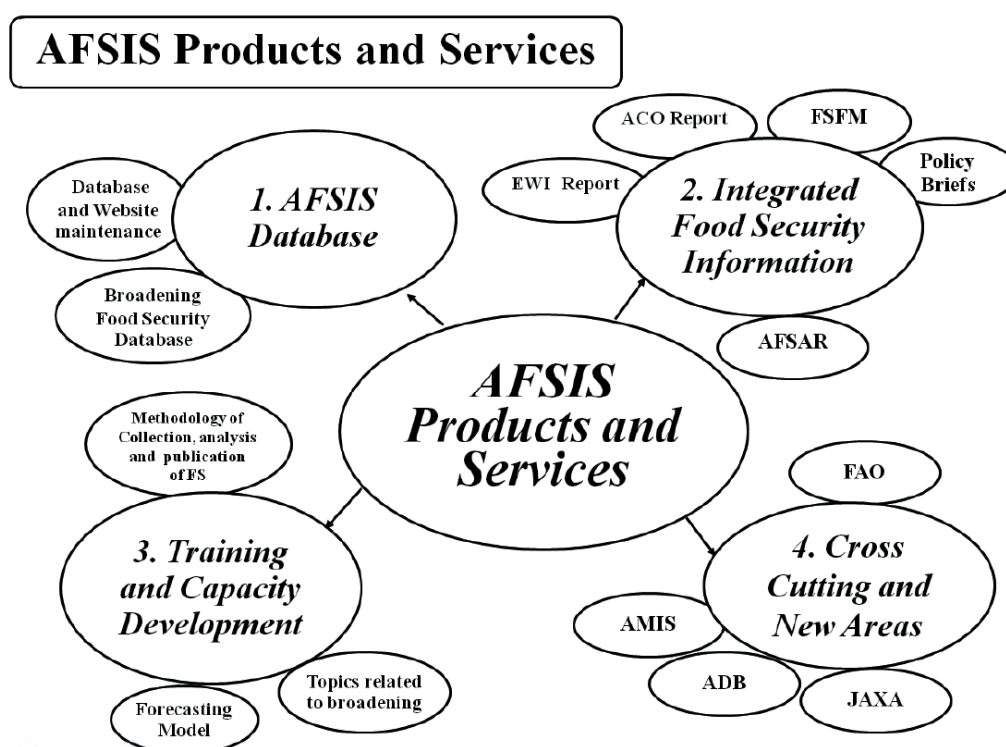 AFSIS Products and Services
AFSIS
Products and
Services
1. AFSIS
Database
Database
and Website
maintenance
Broadening
Food Security
Database
2. Integrated
Food Security
Information
EWI Report
ACO Report
FSFM
Policy
Briefs
AFSAR
3. Training
and Capacity
Development
Methodology of
Collection, analysis
and publication
of FS
Forecasting
Model
Topics related
to broadening
4. Cross
Cutting and
New Areas
FAO
AMIS
ADB
JAXA